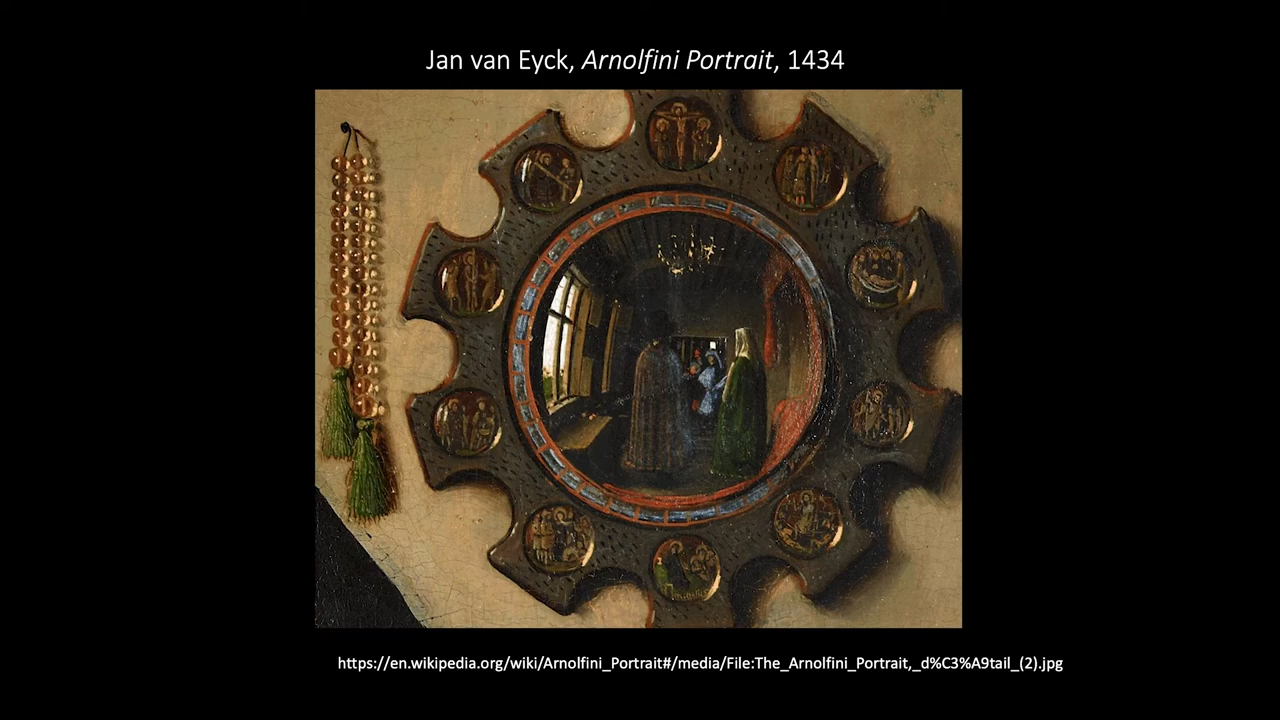 Jan van Eyck, Arnolfini Portrait, 1434
https://en.wikipedia.org/wiki/Arnolfini_Portrait#/media/File:The_Arnolfini_Portrait,_d%C3%A9tail_(2).jpg